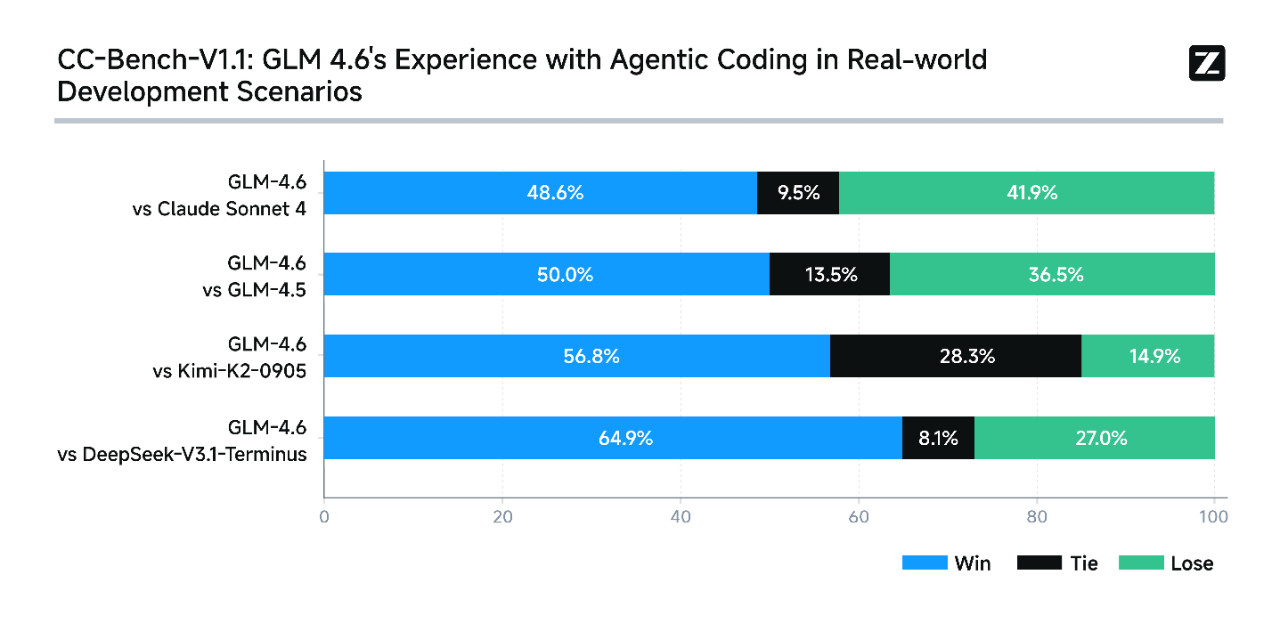 CC-Bench-V1.1: GLM 4.6's Experience with Agentic Coding in Real-world
Development Scenarios
Z
GLM-4.6
vs Claude Sonnet 4
48.6%
9.5%
41.9%
GLM-4.6
vs GLM-4.5
50.0%
13.5%
36.5%
GLM-4.6
vs Kimi-K2-0905
56.8%
28.3%
14.9%
GLM-4.6
vs DeepSeek-V3.1-Terminus
64.9%
8.1%
27.0%
0 20 40 60 80 100
Win Tie Lose